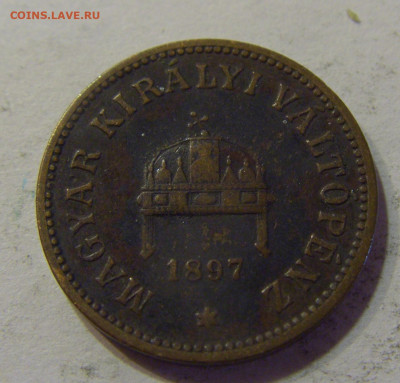 COINS.LAVE.RU
MAGYAR KIRÁLYI VÁLTÓPÉNZ
1897